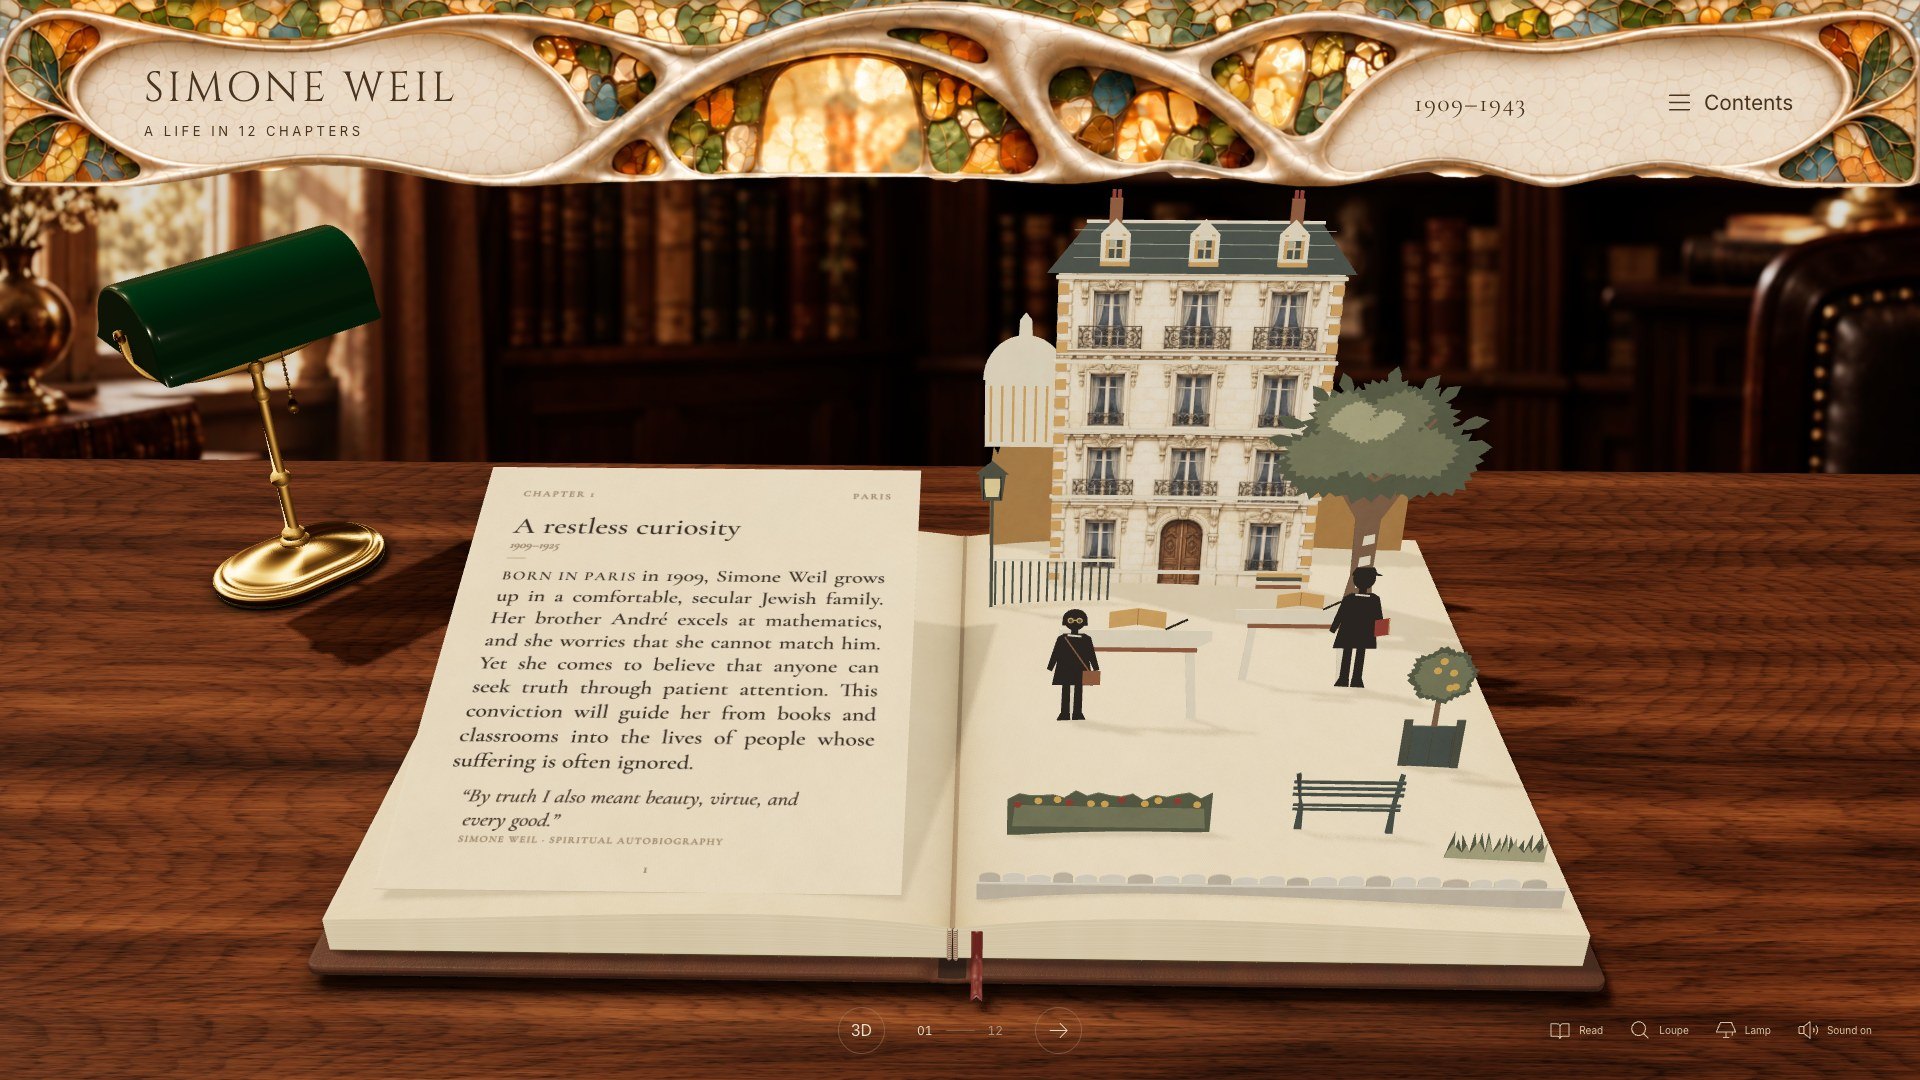 SIMONE WEIL
A LIFE IN 12 CHAPTERS
1909–1943
Contents
CHAPTER 1
PARIS
A restless curiosity
1909–1925
BORN IN PARIS in 1909, Simone Weil grows
up in a comfortable, secular Jewish family.
Her brother André excels at mathematics,
and she worries that she cannot match him.
Yet she comes to believe that anyone can
seek truth through patient attention. This
conviction will guide her from books and
classrooms into the lives of people whose
suffering is often ignored.
“By truth I also meant beauty, virtue, and
every good.”
SIMONE WEIL · SPIRITUAL AUTOBIOGRAPHY
1
3D
01
12
Read
Loupe
Lamp
Sound on